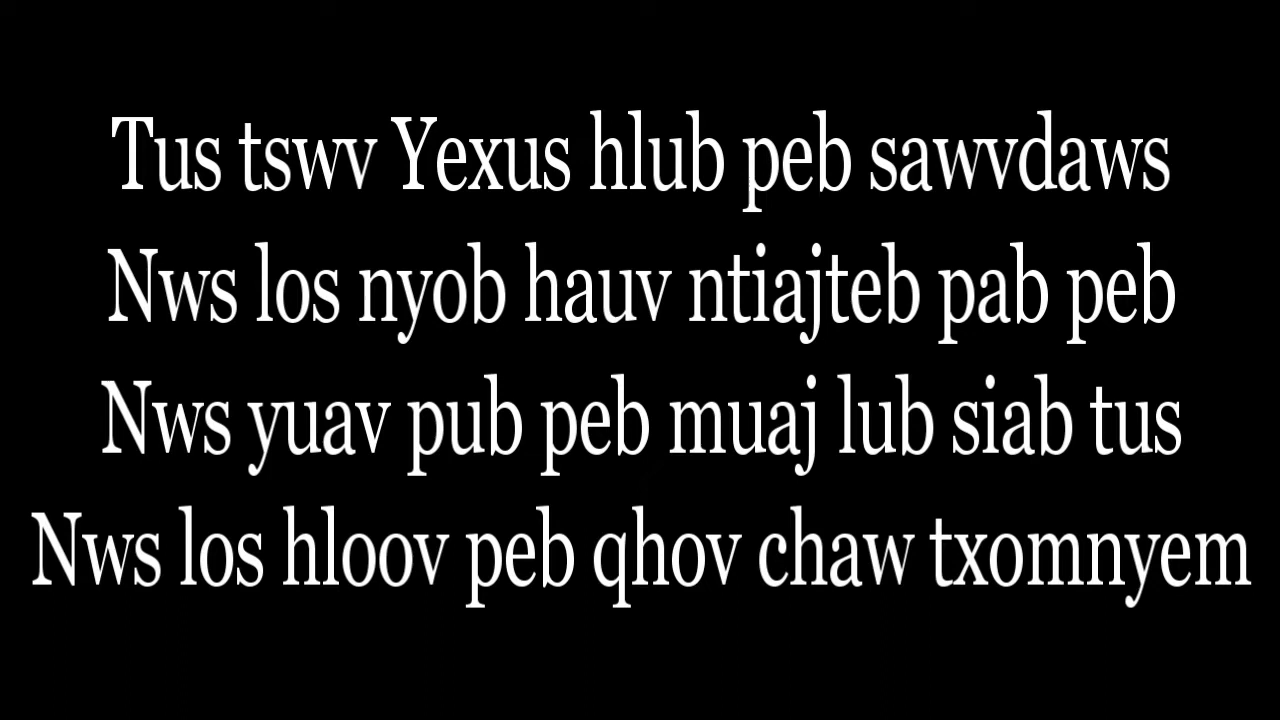 Tus tswv Yexus hlub peb sawvdaws
Nws los nyob hauv ntiajteb pab peb
Nws yuav pub peb muaj lub siab tus
Nws los hloov peb qhov chaw txomnyem